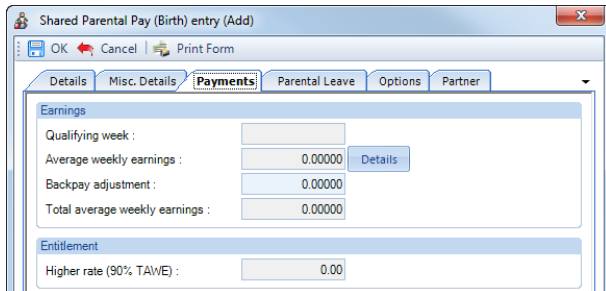 Shared Parental Pay (Birth) entry (Add)
OK Cancel Print Form
Details Misc. Details Payments Parental Leave Options Partner
Earnings
Qualifying week :
Average weekly earnings : 0.00000 Details
Backpay adjustment : 0.00000
Total average weekly earnings : 0.00000
Entitlement
Higher rate (90% TAWE) : 0.00